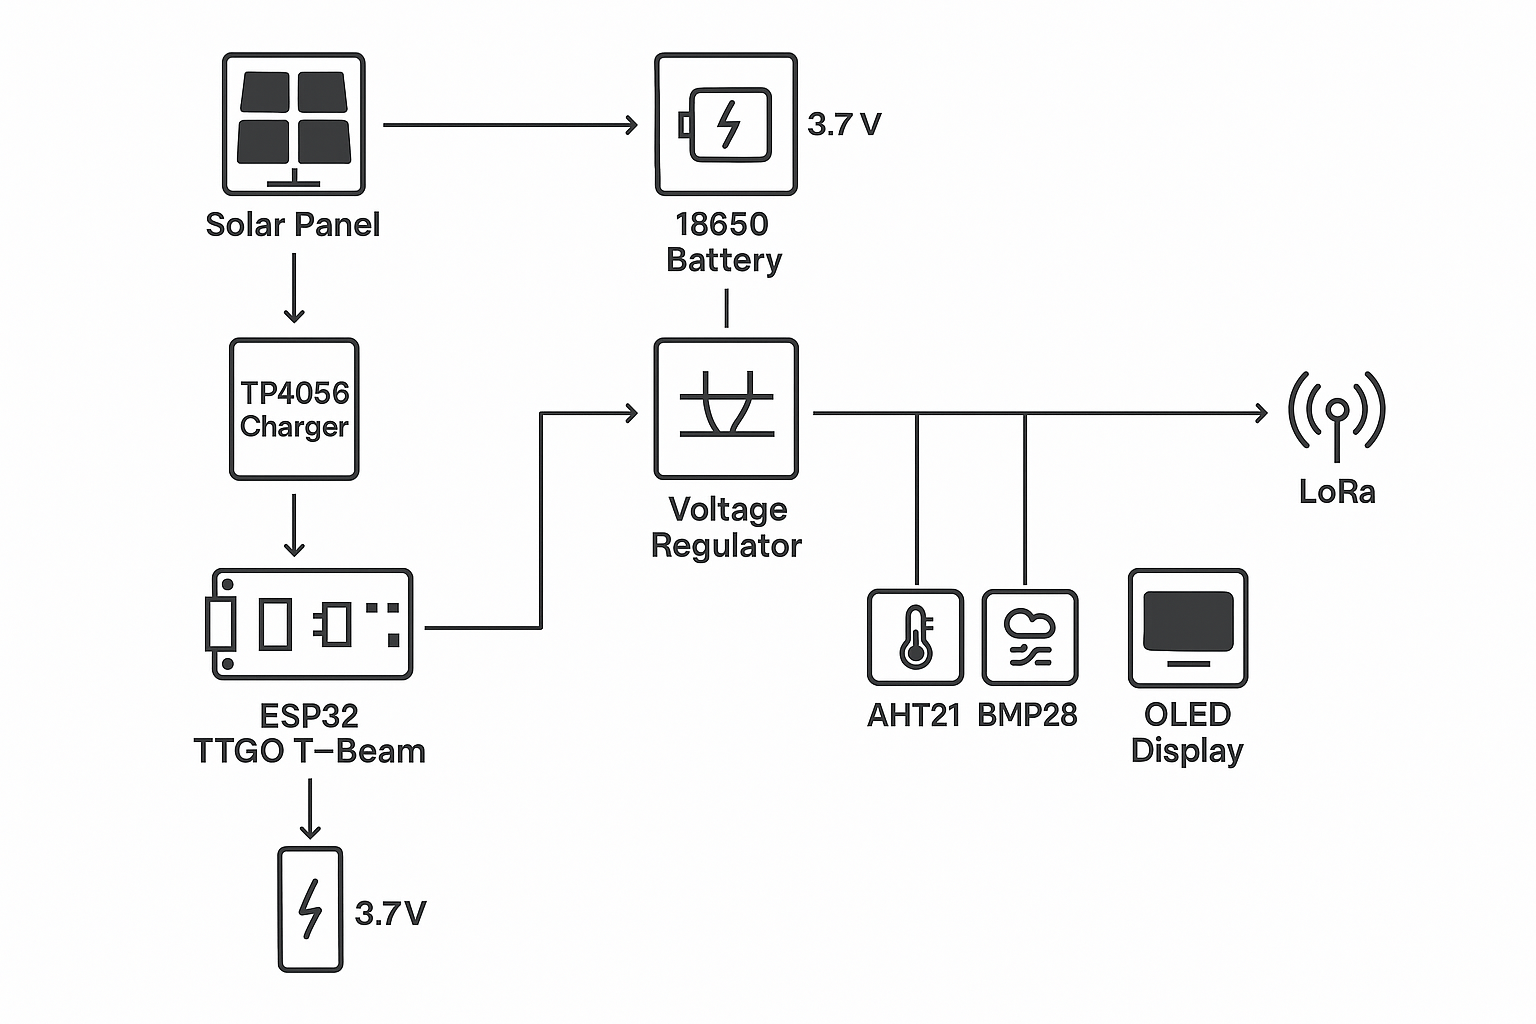 Solar Panel
18650
Battery
3.7 V
TP4056
Charger
Voltage
Regulator
LoRa
ESP32
TTGO T–Beam
AHT21
BMP28
OLED
Display
3.7V